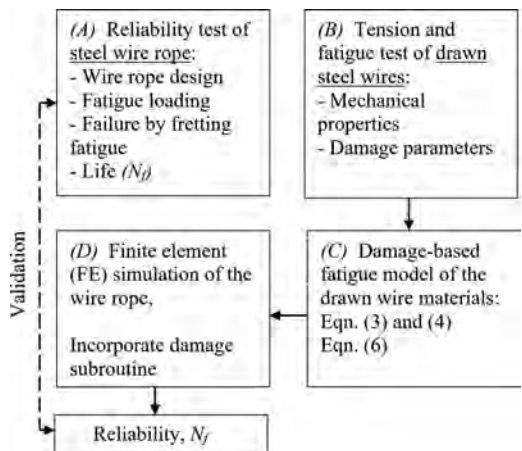 (A) Reliability test of
steel wire rope:
- Wire rope design
- Fatigue loading
- Failure by fretting
fatigue
- Life (Nf)
(B) Tension and
fatigue test of drawn
steel wires:
- Mechanical
properties
- Damage parameters
Validation
(D) Finite element
(FE) simulation of the
wire rope,
Incorporate damage
subroutine
(C) Damage-based
fatigue model of the
drawn wire materials:
Eqn. (3) and (4)
Eqn. (6)
Reliability, Nf